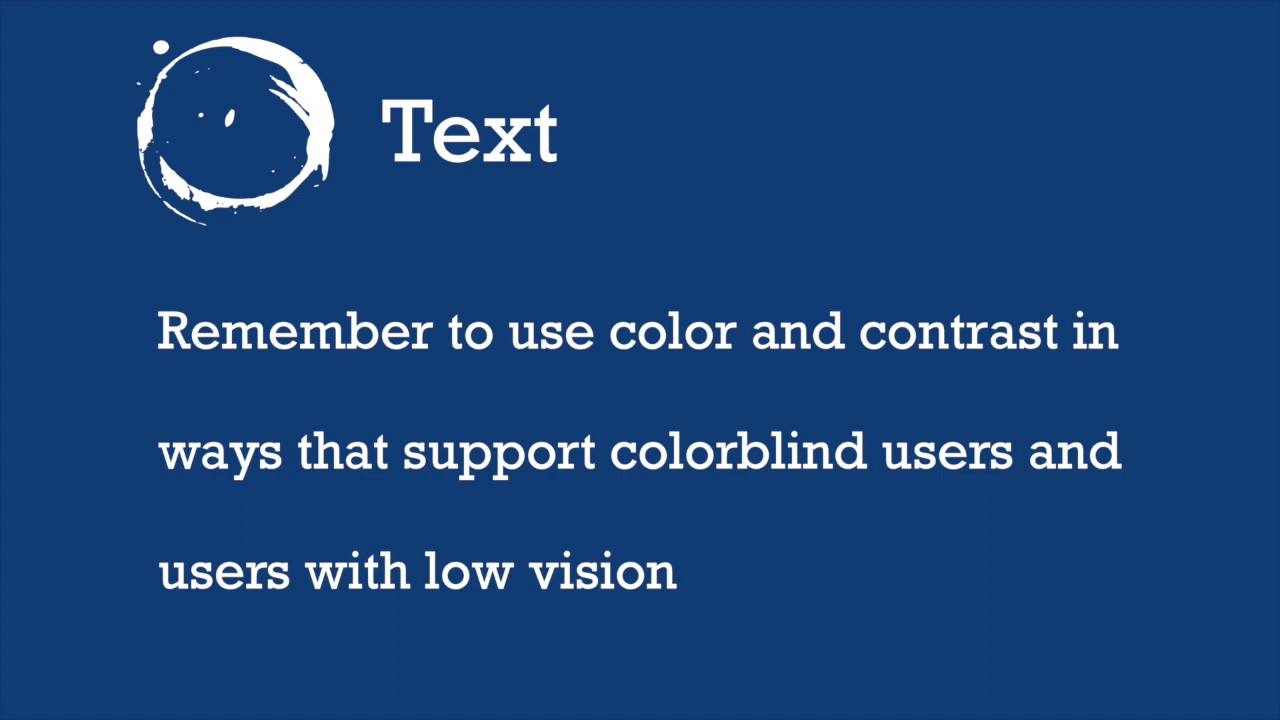 Text
Remember to use color and contrast in
ways that support colorblind users and
users with low vision